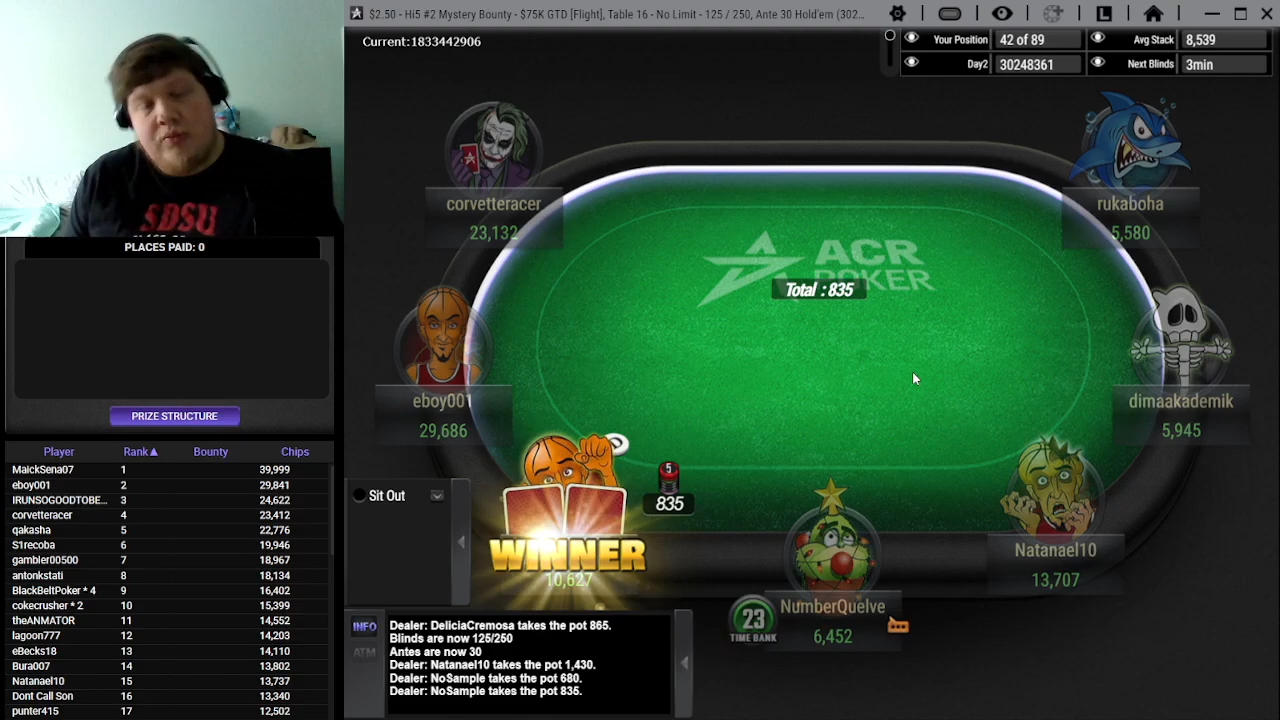 $2.50 - Hi5 #2 Mystery Bounty - $75K GTD [Flight], Table 16 - No Limit - 125 / 250, Ante 30 Hold'em (302...
L
Current:1833442906
Your Position 42 of 89 Avg Stack 8,539
Day2 30248361 Next Blinds 3min
SDSU
PLACES PAID: 0
PRIZE STRUCTURE
Player Rank▲ Bounty Chips
MaickSena07 1 39,999
eboy001 2 29,841
IRUNSOGOODTOBE... 3 24,622
corvetteracer 4 23,412
qakasha 5 22,776
S1recoba 6 19,946
gambler00500 7 18,967
antonkstati 8 18,134
BlackBeltPoker * 4 9 16,402
cokecrusher * 2 10 15,399
theANMATOR 11 14,552
lagoon777 12 14,203
eBecks18 13 14,110
Bura007 14 13,802
Natanael10 15 13,737
Dont Call Son 16 13,340
punter415 17 12,502
corvetteracer
23,132
rukaboha
5,580
ACR
POKER
Total : 835
eboy001
29,686
dimaakademik
5,945
Sit Out
D
5
835
WINNER
10,627
Natanael10
13,707
NumberQuelve
6,452
23
TIME BANK
INFO
ATM
Dealer: DeliciaCremosa takes the pot 865.
Blinds are now 125/250
Antes are now 30
Dealer: Natanael10 takes the pot 1,430.
Dealer: NoSample takes the pot 680.
Dealer: NoSample takes the pot 835.